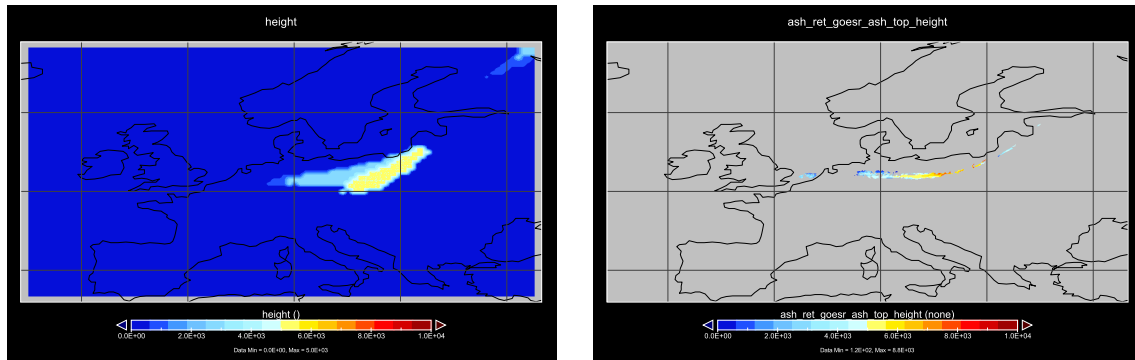 height
height ()
0.0E+00 2.0E+03 4.0E+03 6.0E+03 8.0E+03 1.0E+04
Data Min = 0.0E+00, Max = 5.0E+03
ash_ret_goesr_ash_top_height
ash_ret_goesr_ash_top_height (none)
0.0E+00 2.0E+03 4.0E+03 6.0E+03 8.0E+03 1.0E+04
Data Min = 1.2E+02, Max = 8.8E+03